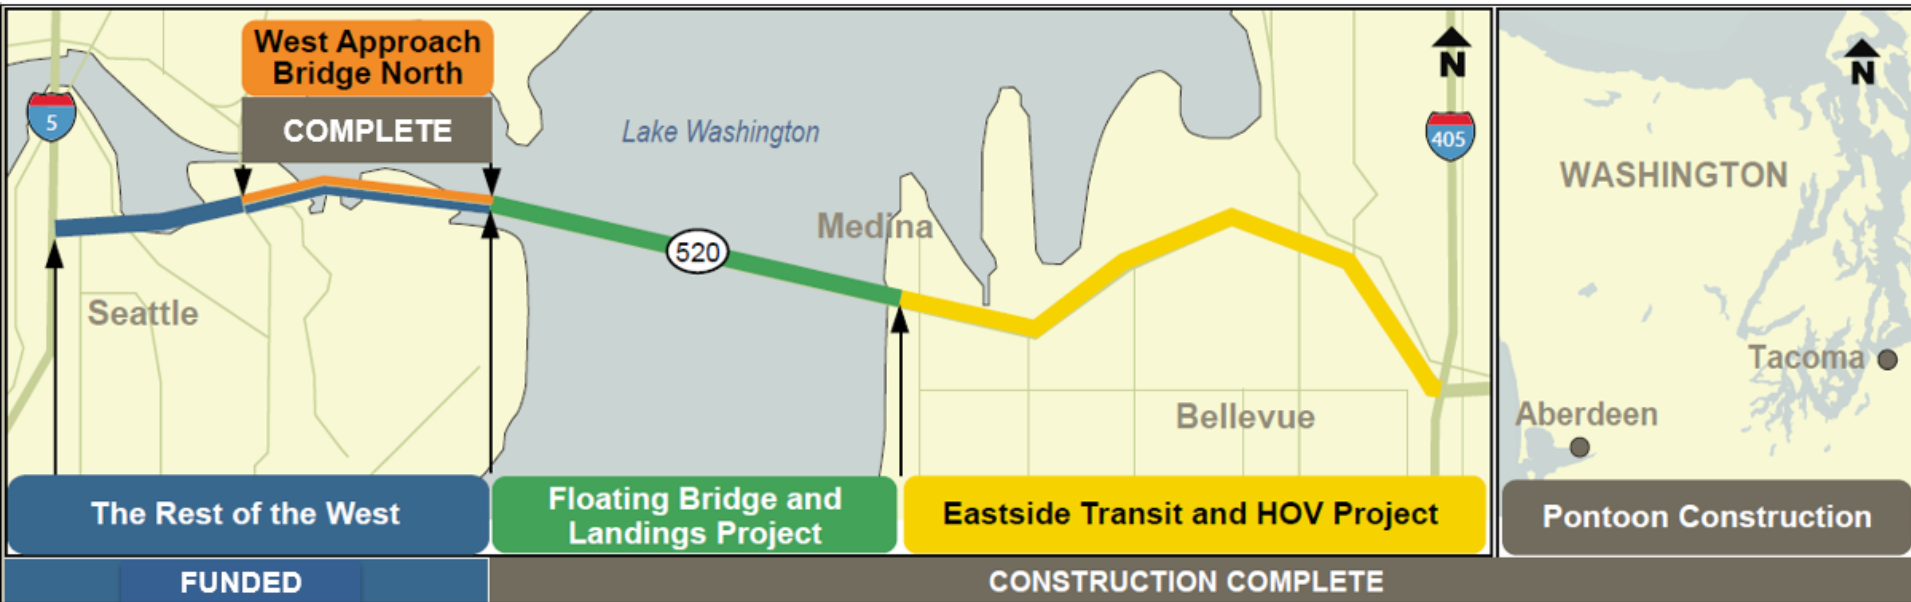 West Approach
Bridge North
COMPLETE
5
Lake Washington
N
405
Medina
520
Seattle
Bellevue
The Rest of the West
Floating Bridge and
Landings Project
Eastside Transit and HOV Project
FUNDED
CONSTRUCTION COMPLETE
N
WASHINGTON
Tacoma
Aberdeen
Pontoon Construction